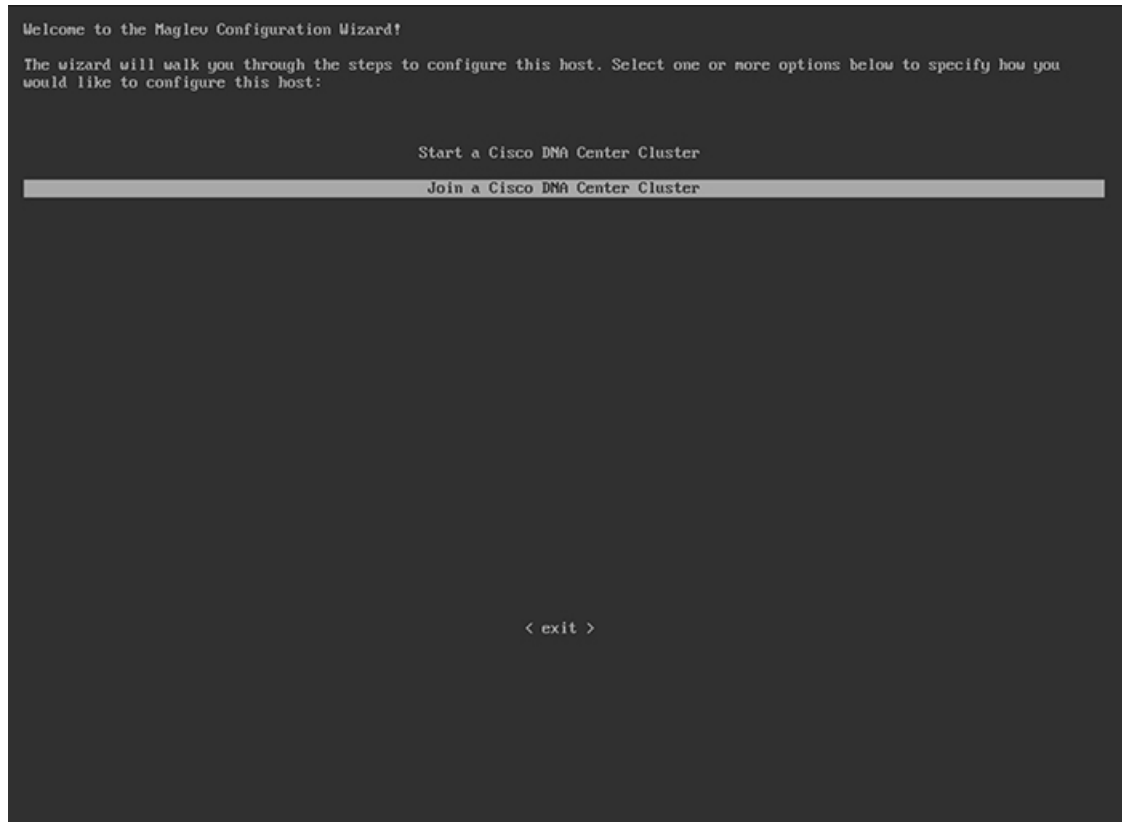 Welcome to the Maglev Configuration Wizard!
The wizard will walk you through the steps to configure this host. Select one or more options below to specify how you
would like to configure this host:
Start a Cisco DNA Center Cluster
Join a Cisco DNA Center Cluster
< exit >